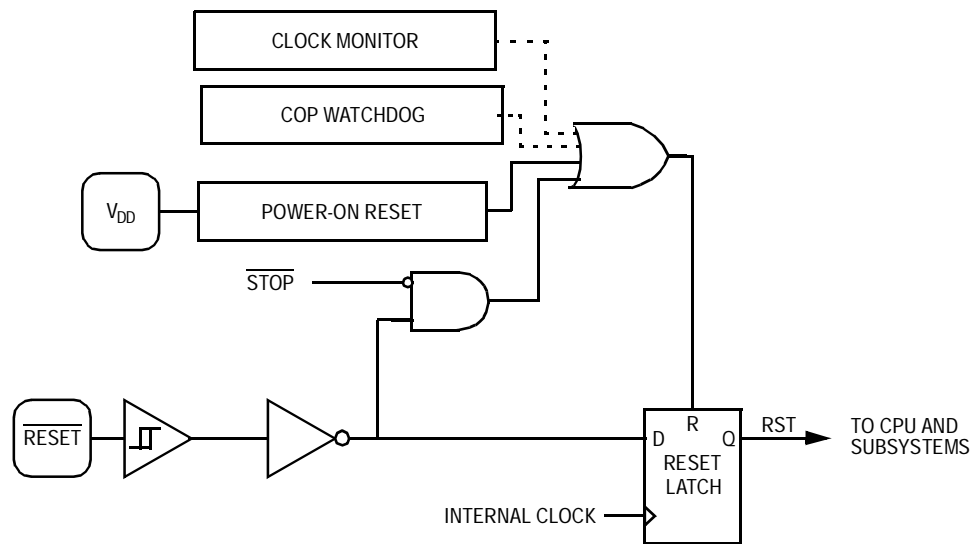 CLOCK MONITOR
COP WATCHDOG
VDD
POWER-ON RESET
STOP
RESET
D
R
Q
RESET
LATCH
RST
TO CPU AND
SUBSYSTEMS
INTERNAL CLOCK